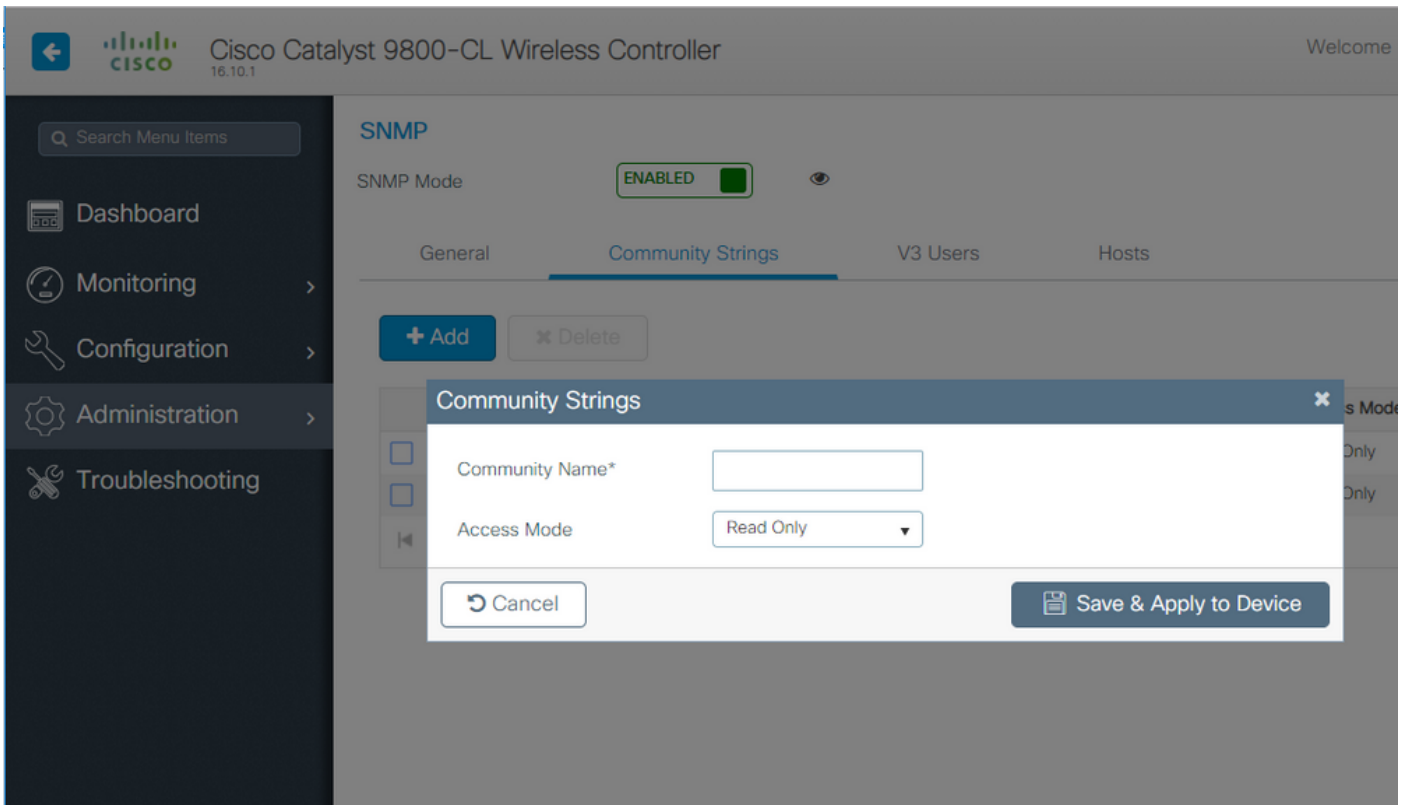 CISCO
Cisco Catalyst 9800-CL Wireless Controller
16.10.1
Welcome
Search Menu Items
Dashboard
Monitoring
Configuration
Administration
Troubleshooting
SNMP
SNMP Mode
ENABLED
General
Community Strings
V3 Users
Hosts
+ Add
Delete
s Mode
Only
Only
Community Strings
Community Name*
Access Mode
Read Only
Cancel
Save & Apply to Device